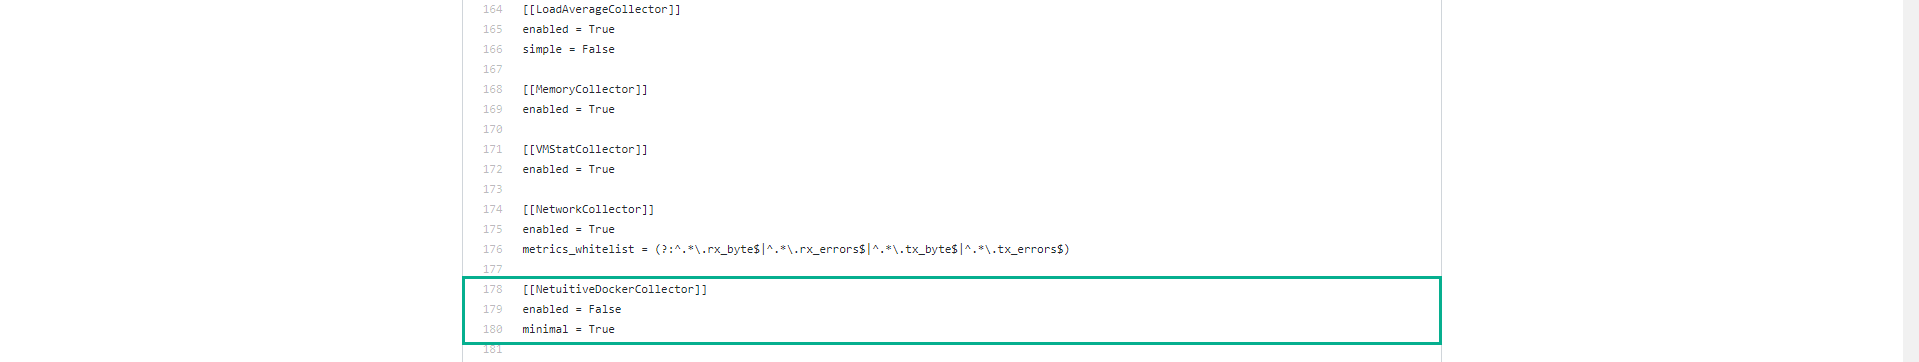 164 [[LoadAverageCollector]]
165 enabled = True
166 simple = False
167
168 [[MemoryCollector]]
169 enabled = True
170
171 [[VMStatCollector]]
172 enabled = True
173
174 [[NetworkCollector]]
175 enabled = True
176 metrics_whitelist = (?:^.*\.rx_byte$|^.*\.rx_errors$|^.*\.tx_byte$|^.*\.tx_errors$)
177
178 [[NetuitiveDockerCollector]]
179 enabled = False
180 minimal = True
181